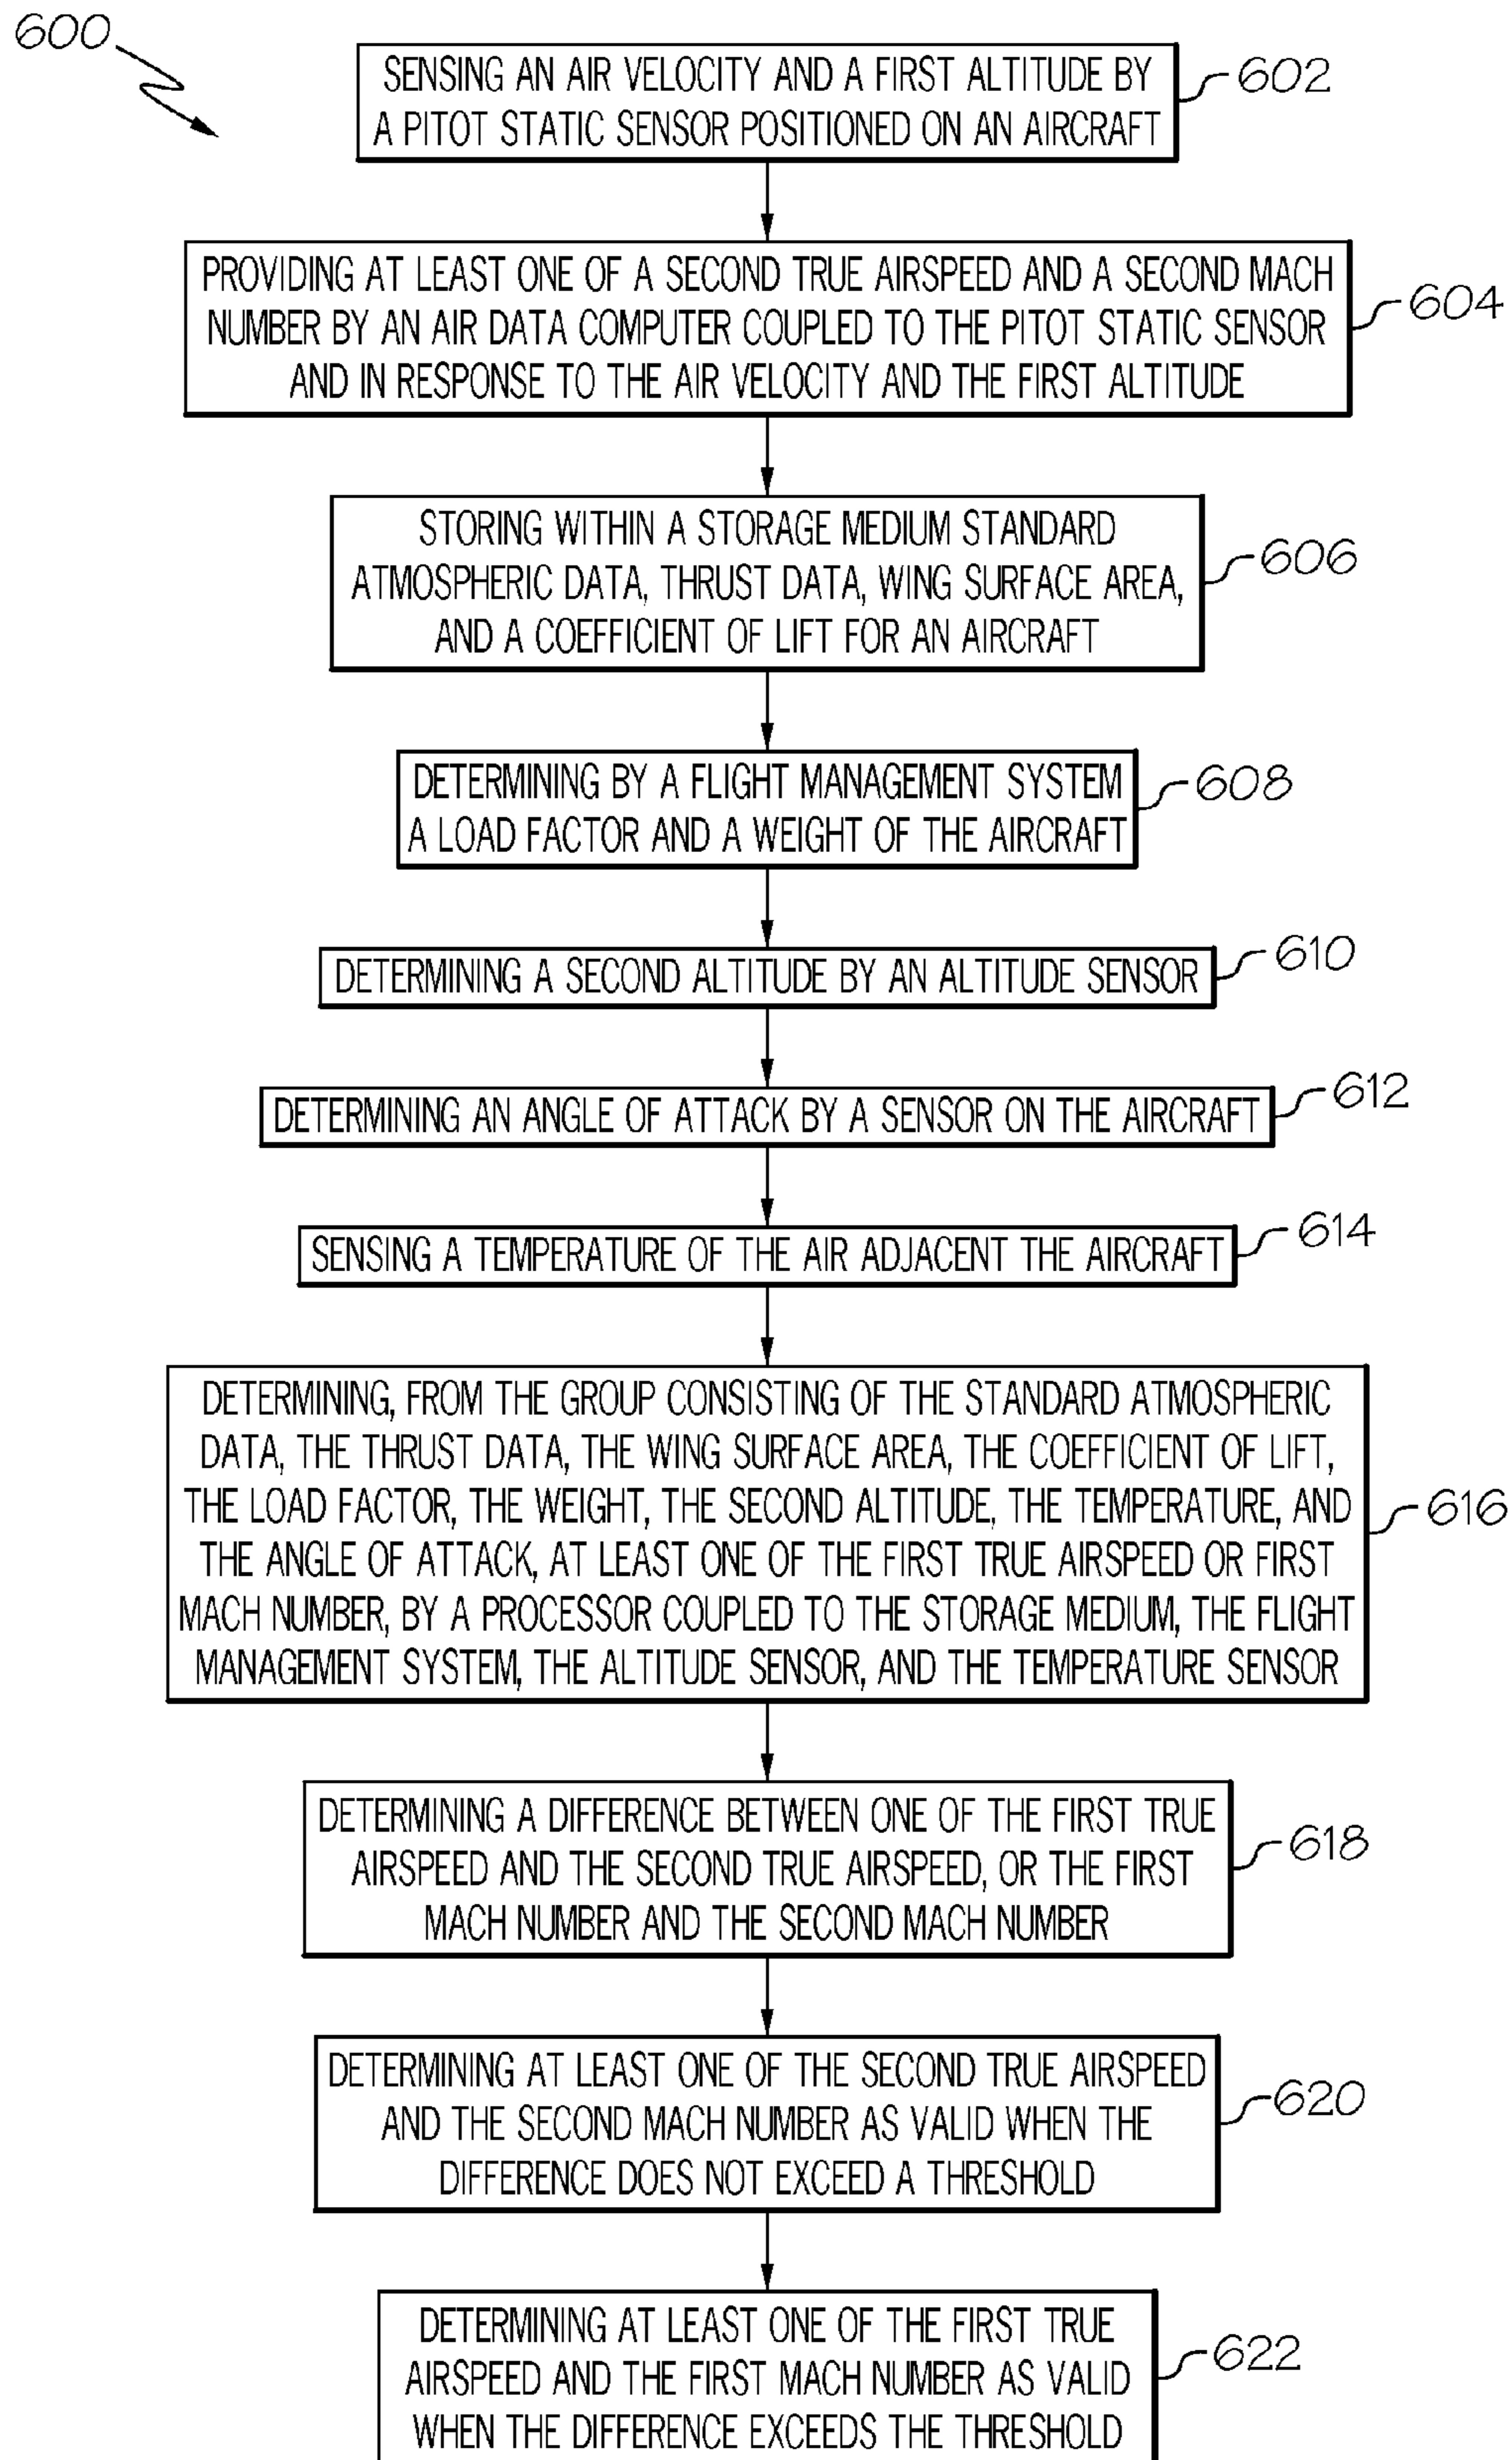 600
SENSING AN AIR VELOCITY AND A FIRST ALTITUDE BY
A PITOT STATIC SENSOR POSITIONED ON AN AIRCRAFT
602
PROVIDING AT LEAST ONE OF A SECOND TRUE AIRSPEED AND A SECOND MACH
NUMBER BY AN AIR DATA COMPUTER COUPLED TO THE PITOT STATIC SENSOR
AND IN RESPONSE TO THE AIR VELOCITY AND THE FIRST ALTITUDE
604
STORING WITHIN A STORAGE MEDIUM STANDARD
ATMOSPHERIC DATA, THRUST DATA, WING SURFACE AREA,
AND A COEFFICIENT OF LIFT FOR AN AIRCRAFT
606
DETERMINING BY A FLIGHT MANAGEMENT SYSTEM
A LOAD FACTOR AND A WEIGHT OF THE AIRCRAFT
608
DETERMINING A SECOND ALTITUDE BY AN ALTITUDE SENSOR
610
DETERMINING AN ANGLE OF ATTACK BY A SENSOR ON THE AIRCRAFT
612
SENSING A TEMPERATURE OF THE AIR ADJACENT THE AIRCRAFT
614
DETERMINING, FROM THE GROUP CONSISTING OF THE STANDARD ATMOSPHERIC
DATA, THE THRUST DATA, THE WING SURFACE AREA, THE COEFFICIENT OF LIFT,
THE LOAD FACTOR, THE WEIGHT, THE SECOND ALTITUDE, THE TEMPERATURE, AND
THE ANGLE OF ATTACK, AT LEAST ONE OF THE FIRST TRUE AIRSPEED OR FIRST
MACH NUMBER, BY A PROCESSOR COUPLED TO THE STORAGE MEDIUM, THE FLIGHT
MANAGEMENT SYSTEM, THE ALTITUDE SENSOR, AND THE TEMPERATURE SENSOR
616
DETERMINING A DIFFERENCE BETWEEN ONE OF THE FIRST TRUE
AIRSPEED AND THE SECOND TRUE AIRSPEED, OR THE FIRST
MACH NUMBER AND THE SECOND MACH NUMBER
618
DETERMINING AT LEAST ONE OF THE SECOND TRUE AIRSPEED
AND THE SECOND MACH NUMBER AS VALID WHEN THE
DIFFERENCE DOES NOT EXCEED A THRESHOLD
620
DETERMINING AT LEAST ONE OF THE FIRST TRUE
AIRSPEED AND THE FIRST MACH NUMBER AS VALID
WHEN THE DIFFERENCE EXCEEDS THE THRESHOLD
622